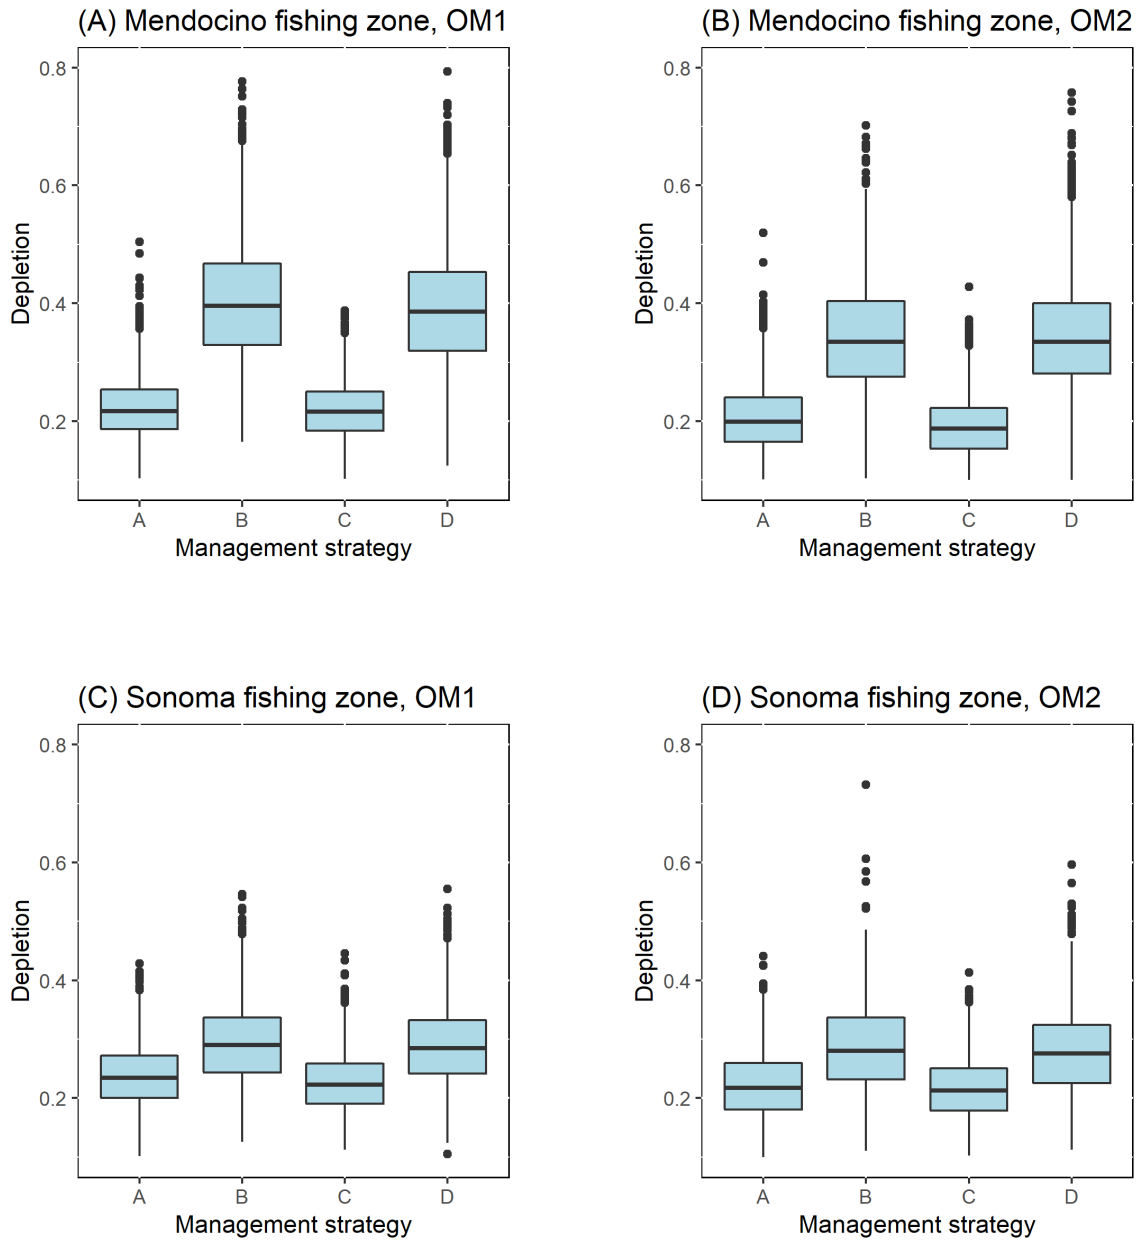 (A) Mendocino fishing zone, OM1
0.8
0.6
0.4
0.2
Depletion
A B C D
Management strategy
(B) Mendocino fishing zone, OM2
0.8
0.6
0.4
0.2
Depletion
A B C D
Management strategy
(C) Sonoma fishing zone, OM1
0.8
0.6
0.4
0.2
Depletion
A B C D
Management strategy
(D) Sonoma fishing zone, OM2
0.8
0.6
0.4
0.2
Depletion
A B C D
Management strategy